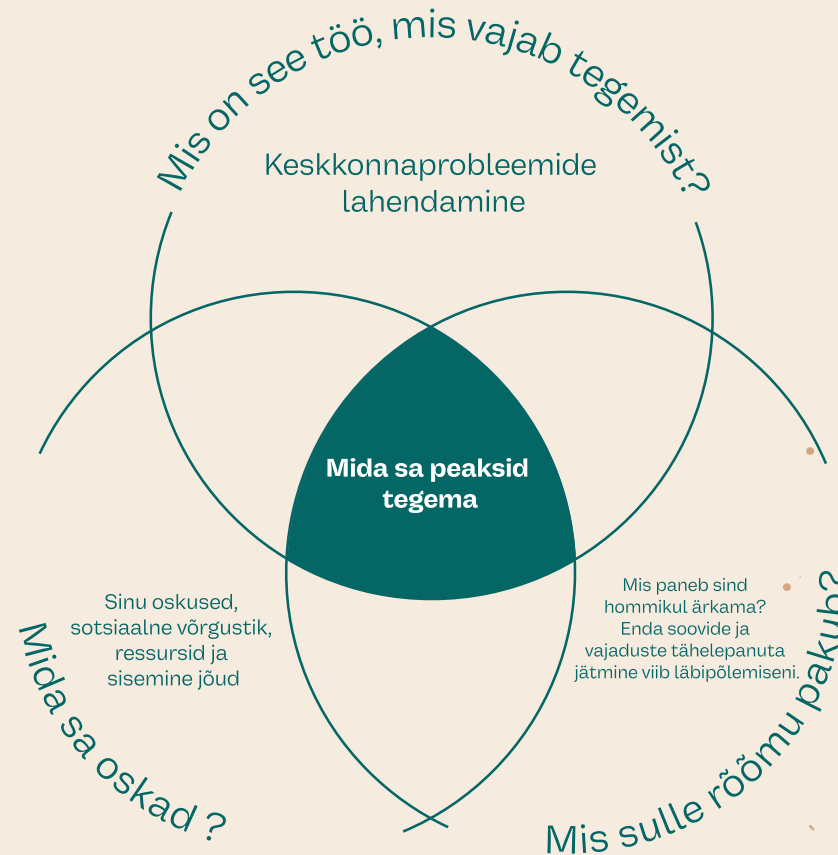 Mis on see töö, mis vajab tegemist?
Keskkonnaprobleemide
lahendamine
Mida sa peaksid
tegema
Sinu oskused,
sotsiaalne võrgustik,
ressursid ja
sisemine jõud
Mida sa oskad ?
Mis paneb sind
hommikul ärkama?
Enda soovide ja
vajaduste tähelepanuta
jätmine viib läbipõlemiseni.
Mis sulle rõõmu pakub?